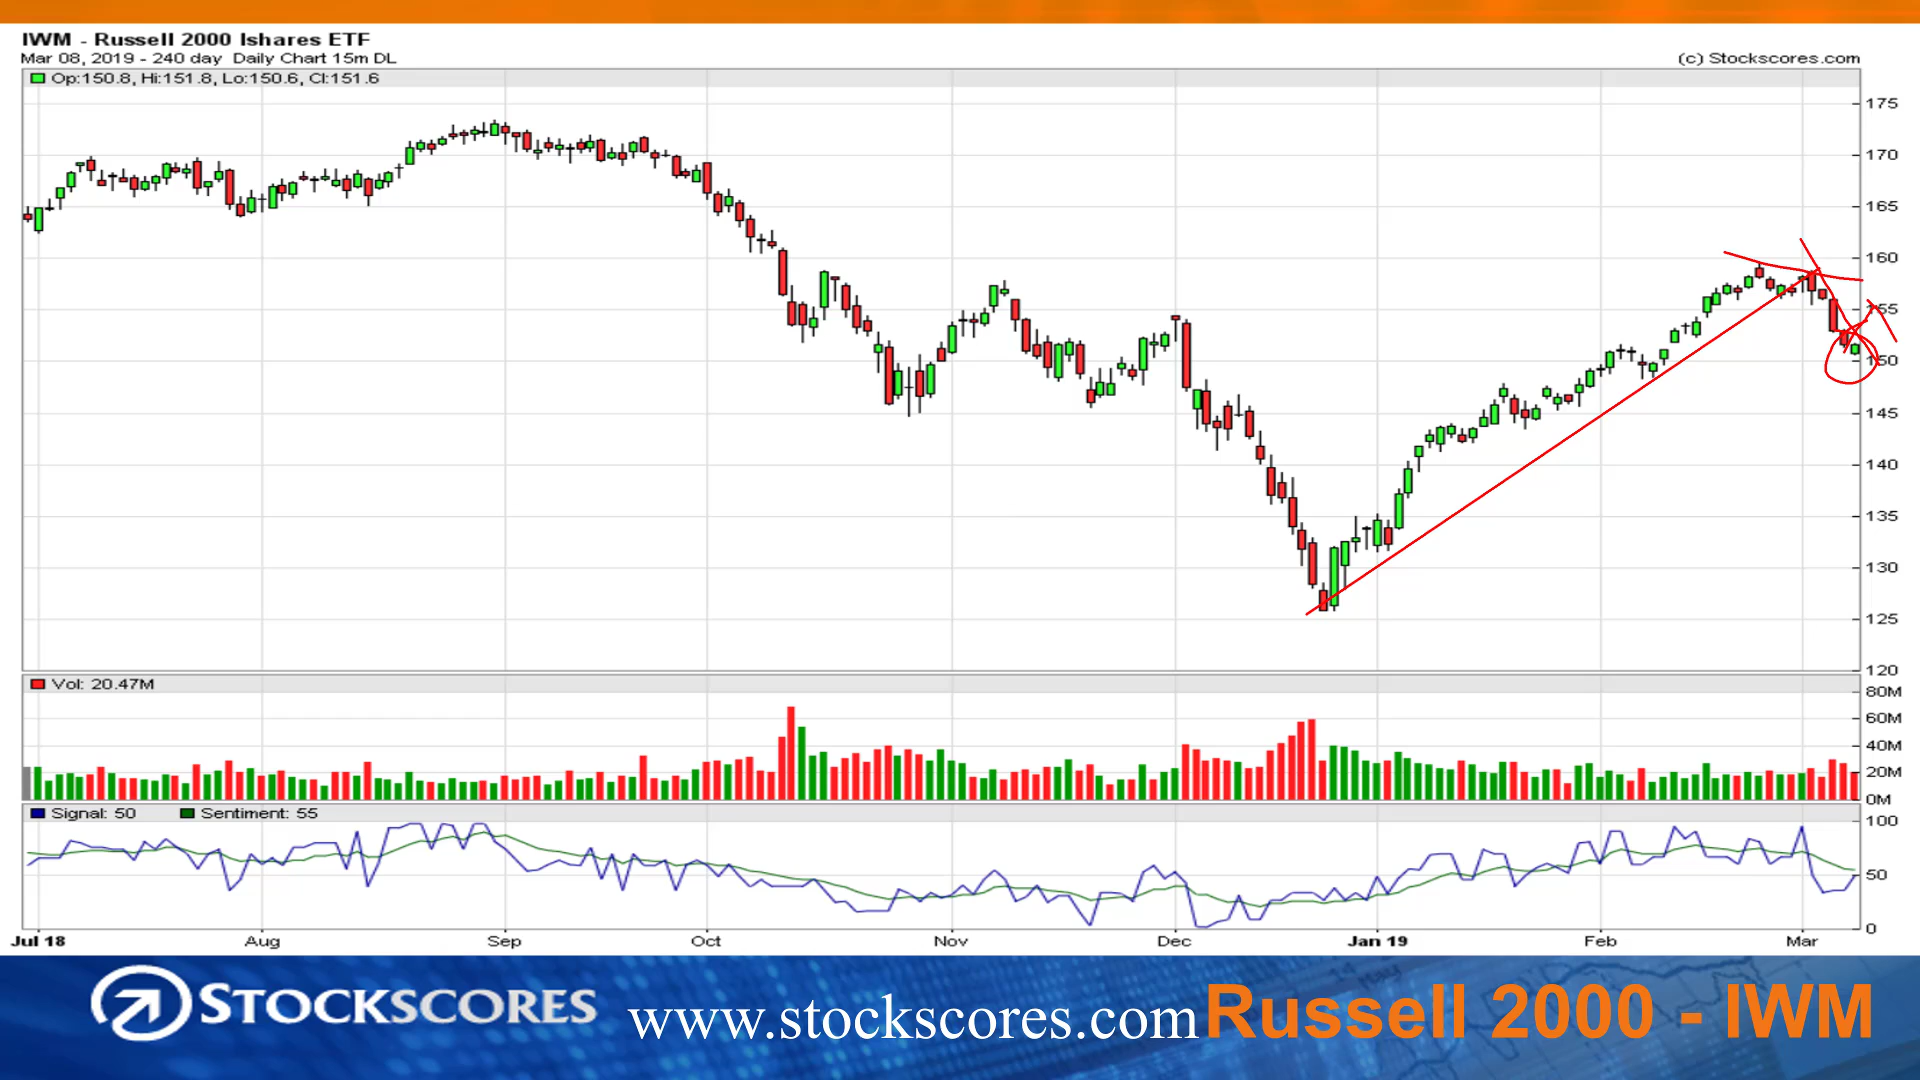 IWM - Russell 2000 Ishares ETF
Mar 08, 2019 - 240 day Daily Chart 15m DL
(c) Stockscores.com
Op:150.8, Hi:151.8, Lo:150.6, Cl:151.6
175
170
165
160
155
150
145
140
135
130
125
120
Vol: 20.47M
80M
60M
40M
20M
0M
Signal: 50 Sentiment: 55
100
50
0
Jul 18 Aug Sep Oct Nov Dec Jan 19 Feb Mar
STOCKSCORES www.stockscores.com Russell 2000 - IWM